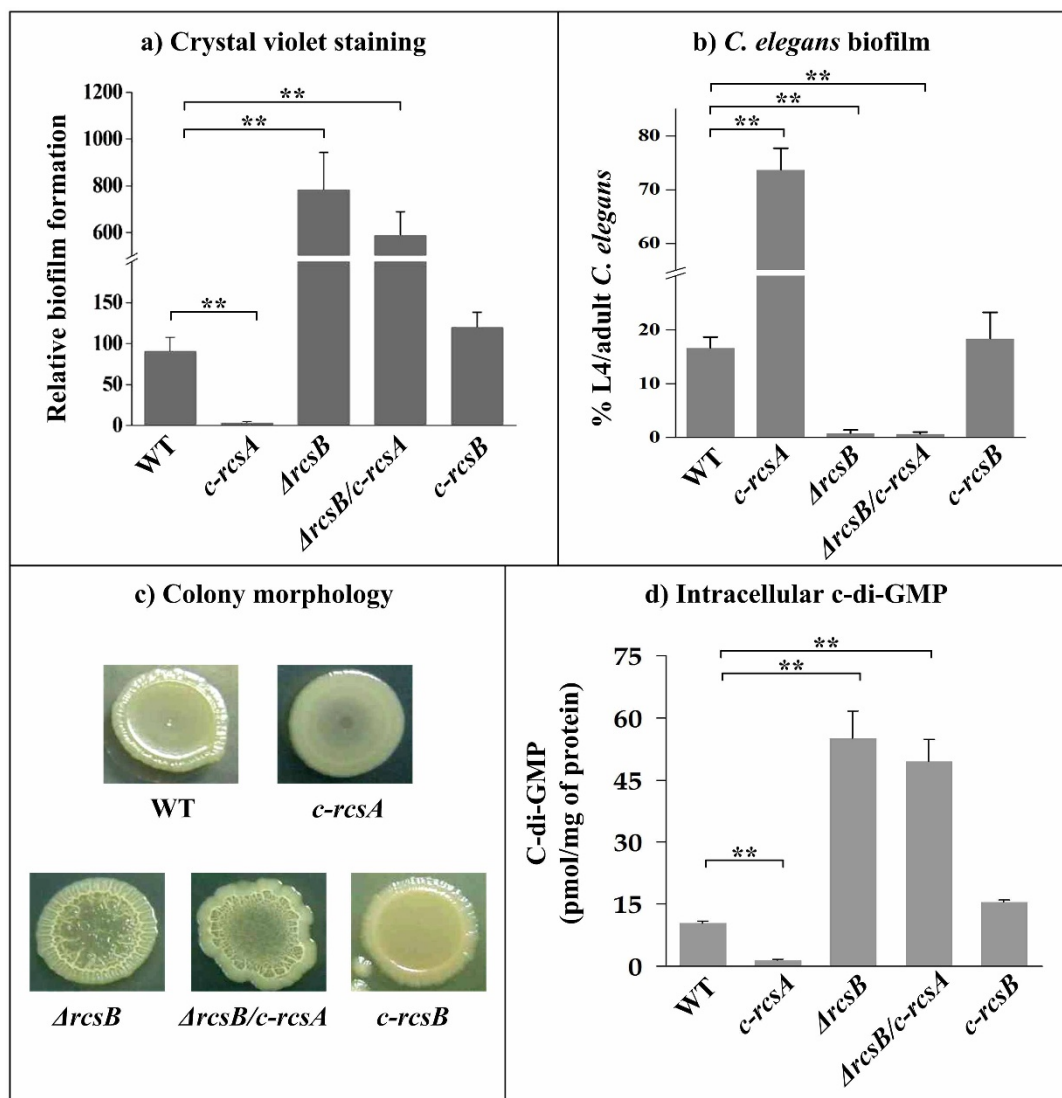 a) Crystal violet staining
Relative biofilm formation
1200
1000
800
600
150
100
50
0
**
**
**
WT
c-rcsA
ΔrcsB
ΔrcsB/c-rcsA
c-rcsB
b) C. elegans biofilm
% L4/adult C. elegans
80
70
60
20
10
0
**
**
**
WT
c-rcsA
ΔrcsB
ΔrcsB/c-rcsA
c-rcsB
c) Colony morphology
WT
c-rcsA
ΔrcsB
ΔrcsB/c-rcsA
c-rcsB
d) Intracellular c-di-GMP
C-di-GMP
(pmol/mg of protein)
75
60
45
30
15
0
**
**
**
WT
c-rcsA
ΔrcsB
ΔrcsB/c-rcsA
c-rcsB